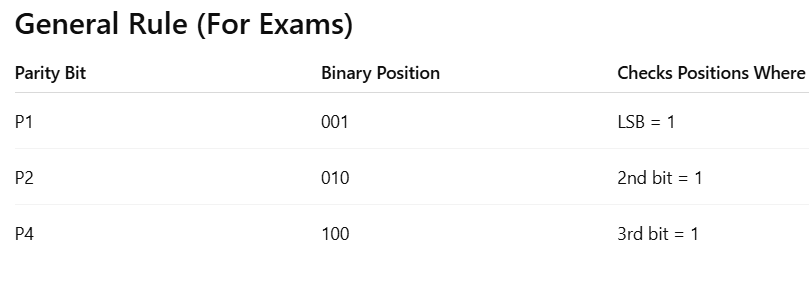 General Rule (For Exams)
Parity Bit Binary Position Checks Positions Where
P1 001 LSB = 1
P2 010 2nd bit = 1
P4 100 3rd bit = 1